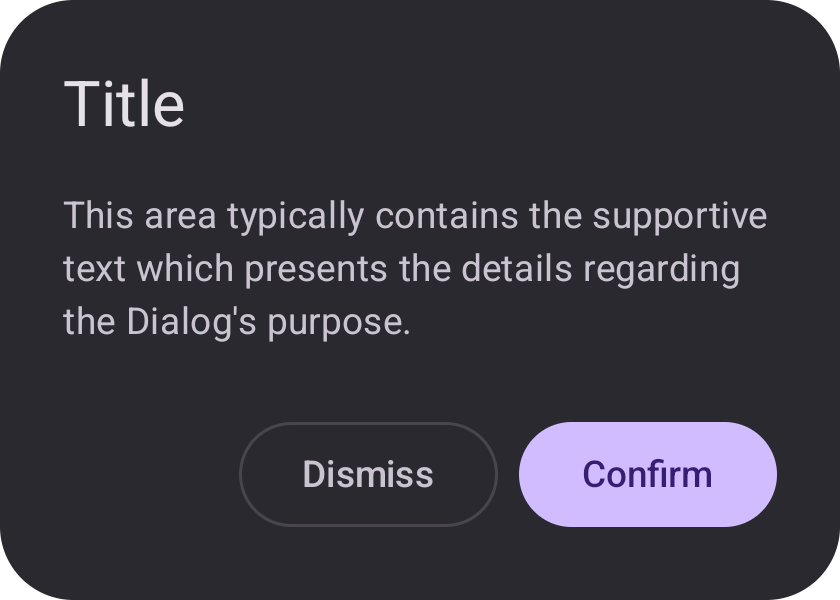 Title
This area typically contains the supportive
text which presents the details regarding
the Dialog's purpose.
Dismiss
Confirm